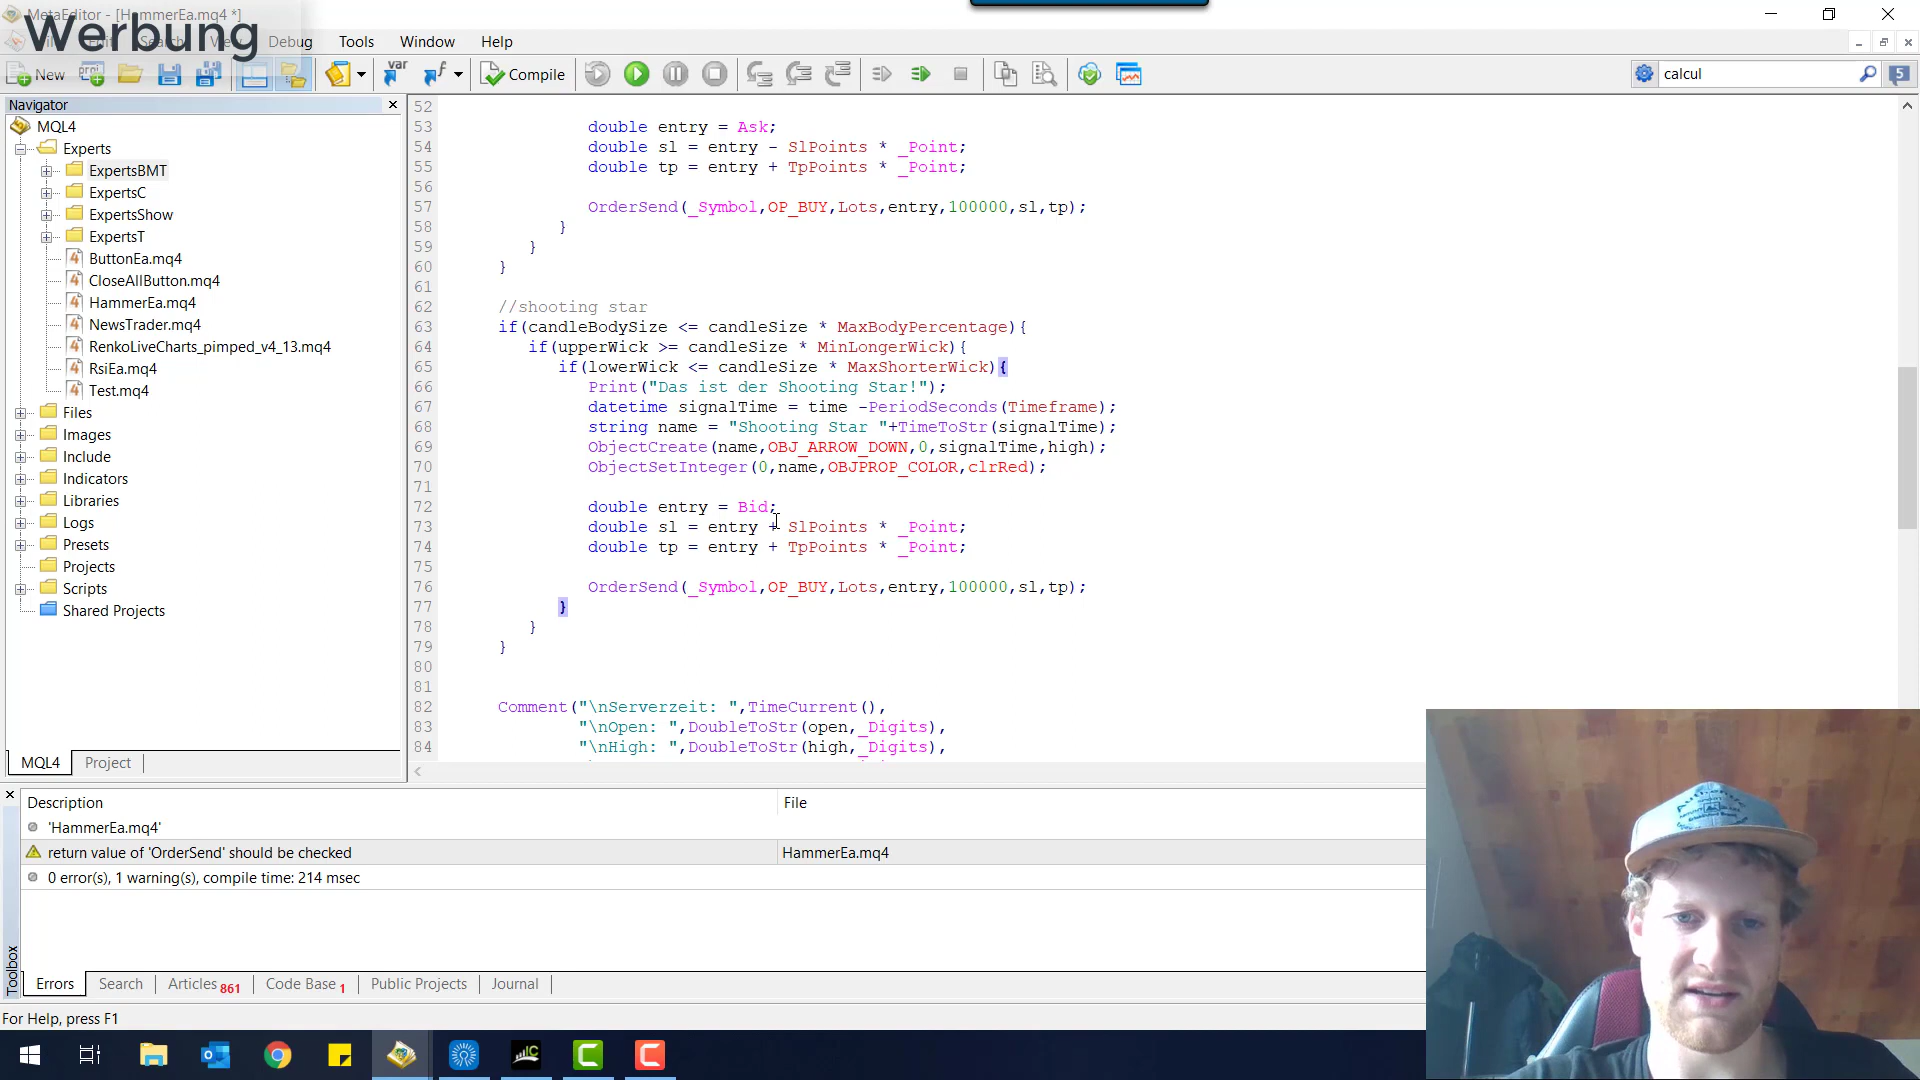 MetaEditor - [HammerEa.mq4 *]
Werbung
Debug Tools Window Help
New Compile calcul 5
Navigator
MQL4
Experts
ExpertsBMT
ExpertsC
ExpertsShow
ExpertsT
ButtonEa.mq4
CloseAllButton.mq4
HammerEa.mq4
NewsTrader.mq4
RenkoLiveCharts_pimped_v4_13.mq4
RsiEa.mq4
Test.mq4
Files
Images
Include
Indicators
Libraries
Logs
Presets
Projects
Scripts
Shared Projects
MQL4 Project
52
53 double entry = Ask;
54 double sl = entry - SlPoints * _Point;
55 double tp = entry + TpPoints * _Point;
56
57 OrderSend(_Symbol,OP_BUY,Lots,entry,100000,sl,tp);
58 }
59 }
60 }
61
62 //shooting star
63 if(candleBodySize <= candleSize * MaxBodyPercentage){
64 if(upperWick >= candleSize * MinLongerWick){
65 if(lowerWick <= candleSize * MaxShorterWick){
66 Print("Das ist der Shooting Star!");
67 datetime signalTime = time -PeriodSeconds(Timeframe);
68 string name = "Shooting Star "+TimeToStr(signalTime);
69 ObjectCreate(name,OBJ_ARROW_DOWN,0,signalTime,high);
70 ObjectSetInteger(0,name,OBJPROP_COLOR,clrRed);
71
72 double entry = Bid;
73 double sl = entry + SlPoints * _Point;
74 double tp = entry + TpPoints * _Point;
75
76 OrderSend(_Symbol,OP_BUY,Lots,entry,100000,sl,tp);
77 }
78 }
79 }
80
81
82 Comment("\nServerzeit: ",TimeCurrent(),
83 "\nOpen: ",DoubleToStr(open,_Digits),
84 "\nHigh: ",DoubleToStr(high,_Digits),
Description File
'HammerEa.mq4'
return value of 'OrderSend' should be checked HammerEa.mq4
0 error(s), 1 warning(s), compile time: 214 msec
Toolbox
Errors Search Articles 861 Code Base 1 Public Projects Journal
For Help, press F1